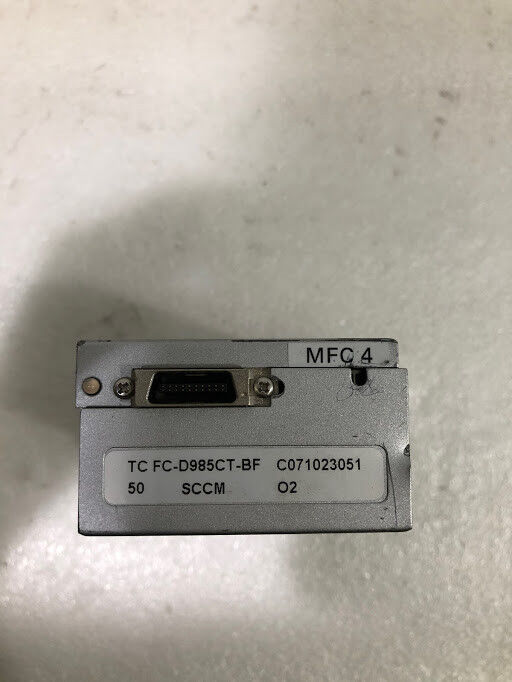 MFC 4
TC FC-D985CT-BF C071023051
50 SCCM O2